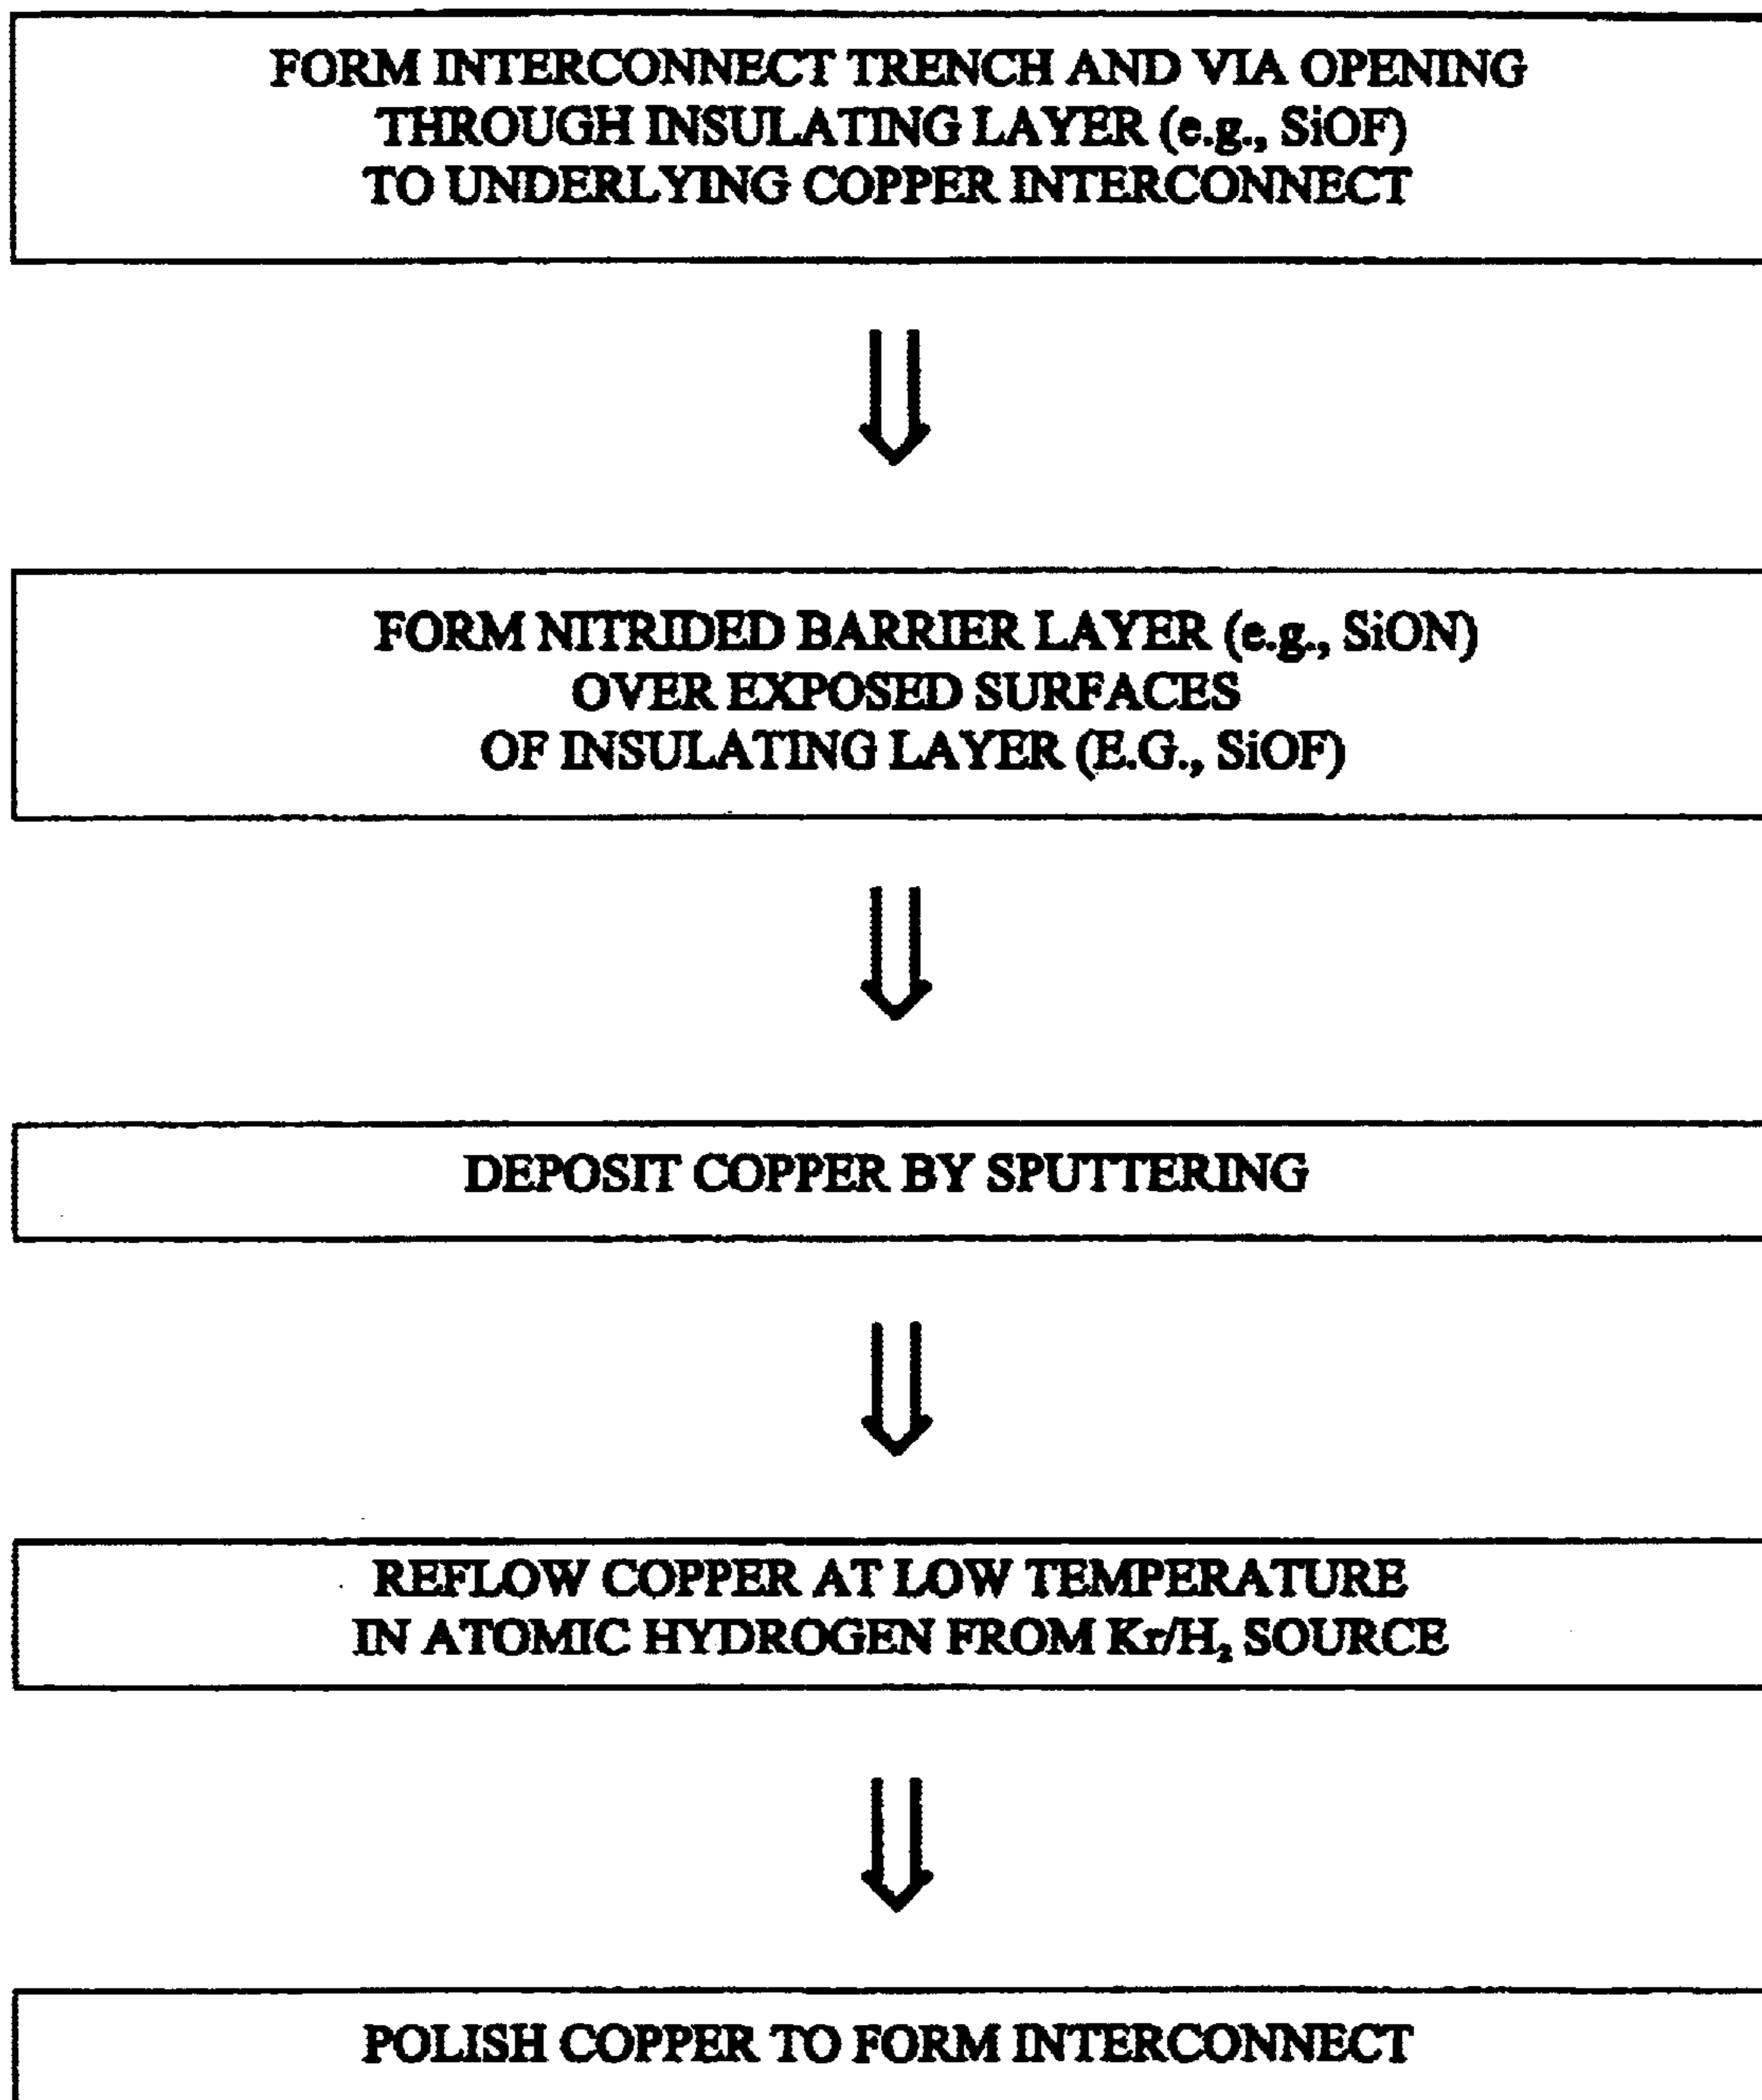 FORM INTERCONNECT TRENCH AND VIA OPENING
THROUGH INSULATING LAYER (e.g., SiOF)
TO UNDERLYING COPPER INTERCONNECT
FORM NITRIDED BARRIER LAYER (e.g., SiON)
OVER EXPOSED SURFACES
OF INSULATING LAYER (E.G., SiOF)
DEPOSIT COPPER BY SPUTTERING
REFLOW COPPER AT LOW TEMPERATURE
IN ATOMIC HYDROGEN FROM Kr/H₂ SOURCE
POLISH COPPER TO FORM INTERCONNECT